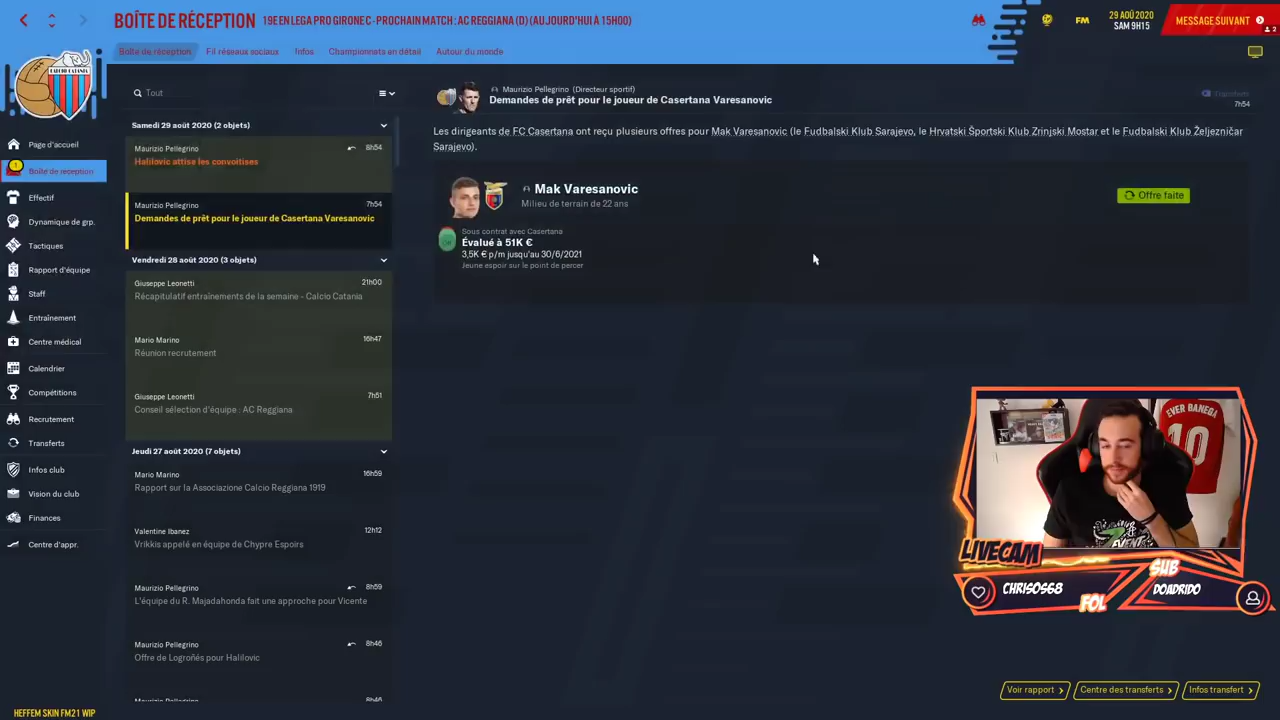 BOÎTE DE RÉCEPTION
19E EN LEGA PRO GIRONE C - PROCHAIN MATCH : AC REGGIANA (D) (AUJOURD'HUI À 15H00)
FM
29 AOÛ 2020
SAM 9H15
MESSAGE SUIVANT
2
Boîte de réception
Fil réseaux sociaux
Infos
Championnats en détail
Autour du monde
Page d'accueil
1
Boîte de réception
Effectif
Dynamique de grp.
Tactiques
Rapport d'équipe
Staff
Entraînement
Centre médical
Calendrier
Compétitions
Recrutement
Transferts
Infos club
Vision du club
Finances
Centre d'appr.
HEFFEM SKIN FM21 WIP
Tout
Samedi 29 août 2020 (2 objets)
Maurizio Pellegrino 8h54
Halilovic attise les convoitises
Maurizio Pellegrino 7h54
Demandes de prêt pour le joueur de Casertana Varesanovic
Vendredi 28 août 2020 (3 objets)
Giuseppe Leonetti 21h00
Récapitulatif entraînements de la semaine - Calcio Catania
Mario Marino 16h47
Réunion recrutement
Giuseppe Leonetti 7h51
Conseil sélection d'équipe : AC Reggiana
Jeudi 27 août 2020 (7 objets)
Mario Marino 16h59
Rapport sur la Associazione Calcio Reggiana 1919
Valentine Ibanez 12h12
Vrikkis appelé en équipe de Chypre Espoirs
Maurizio Pellegrino 8h59
L'équipe du R. Majadahonda fait une approche pour Vicente
Maurizio Pellegrino 8h46
Offre de Logroñés pour Halilovic
Maurizio Pellegrino 8h46
Maurizio Pellegrino (Directeur sportif)
Demandes de prêt pour le joueur de Casertana Varesanovic
Transferts
7h54
Les dirigeants de FC Casertana ont reçu plusieurs offres pour Mak Varesanovic (le Fudbalski Klub Sarajevo, le Hrvatski Športski Klub Zrinjski Mostar et le Fudbalski Klub Željezničar
Sarajevo).
Mak Varesanovic
Milieu de terrain de 22 ans
Offre faite
Sous contrat avec Casertana
Évalué à 51K €
3,5K € p/m jusqu'au 30/6/2021
Jeune espoir sur le point de percer
EVER BANEGA
10
LIVECAM
CHRISOS68
FOL
SUB
DOADRIDO
Voir rapport
Centre des transferts
Infos transfert